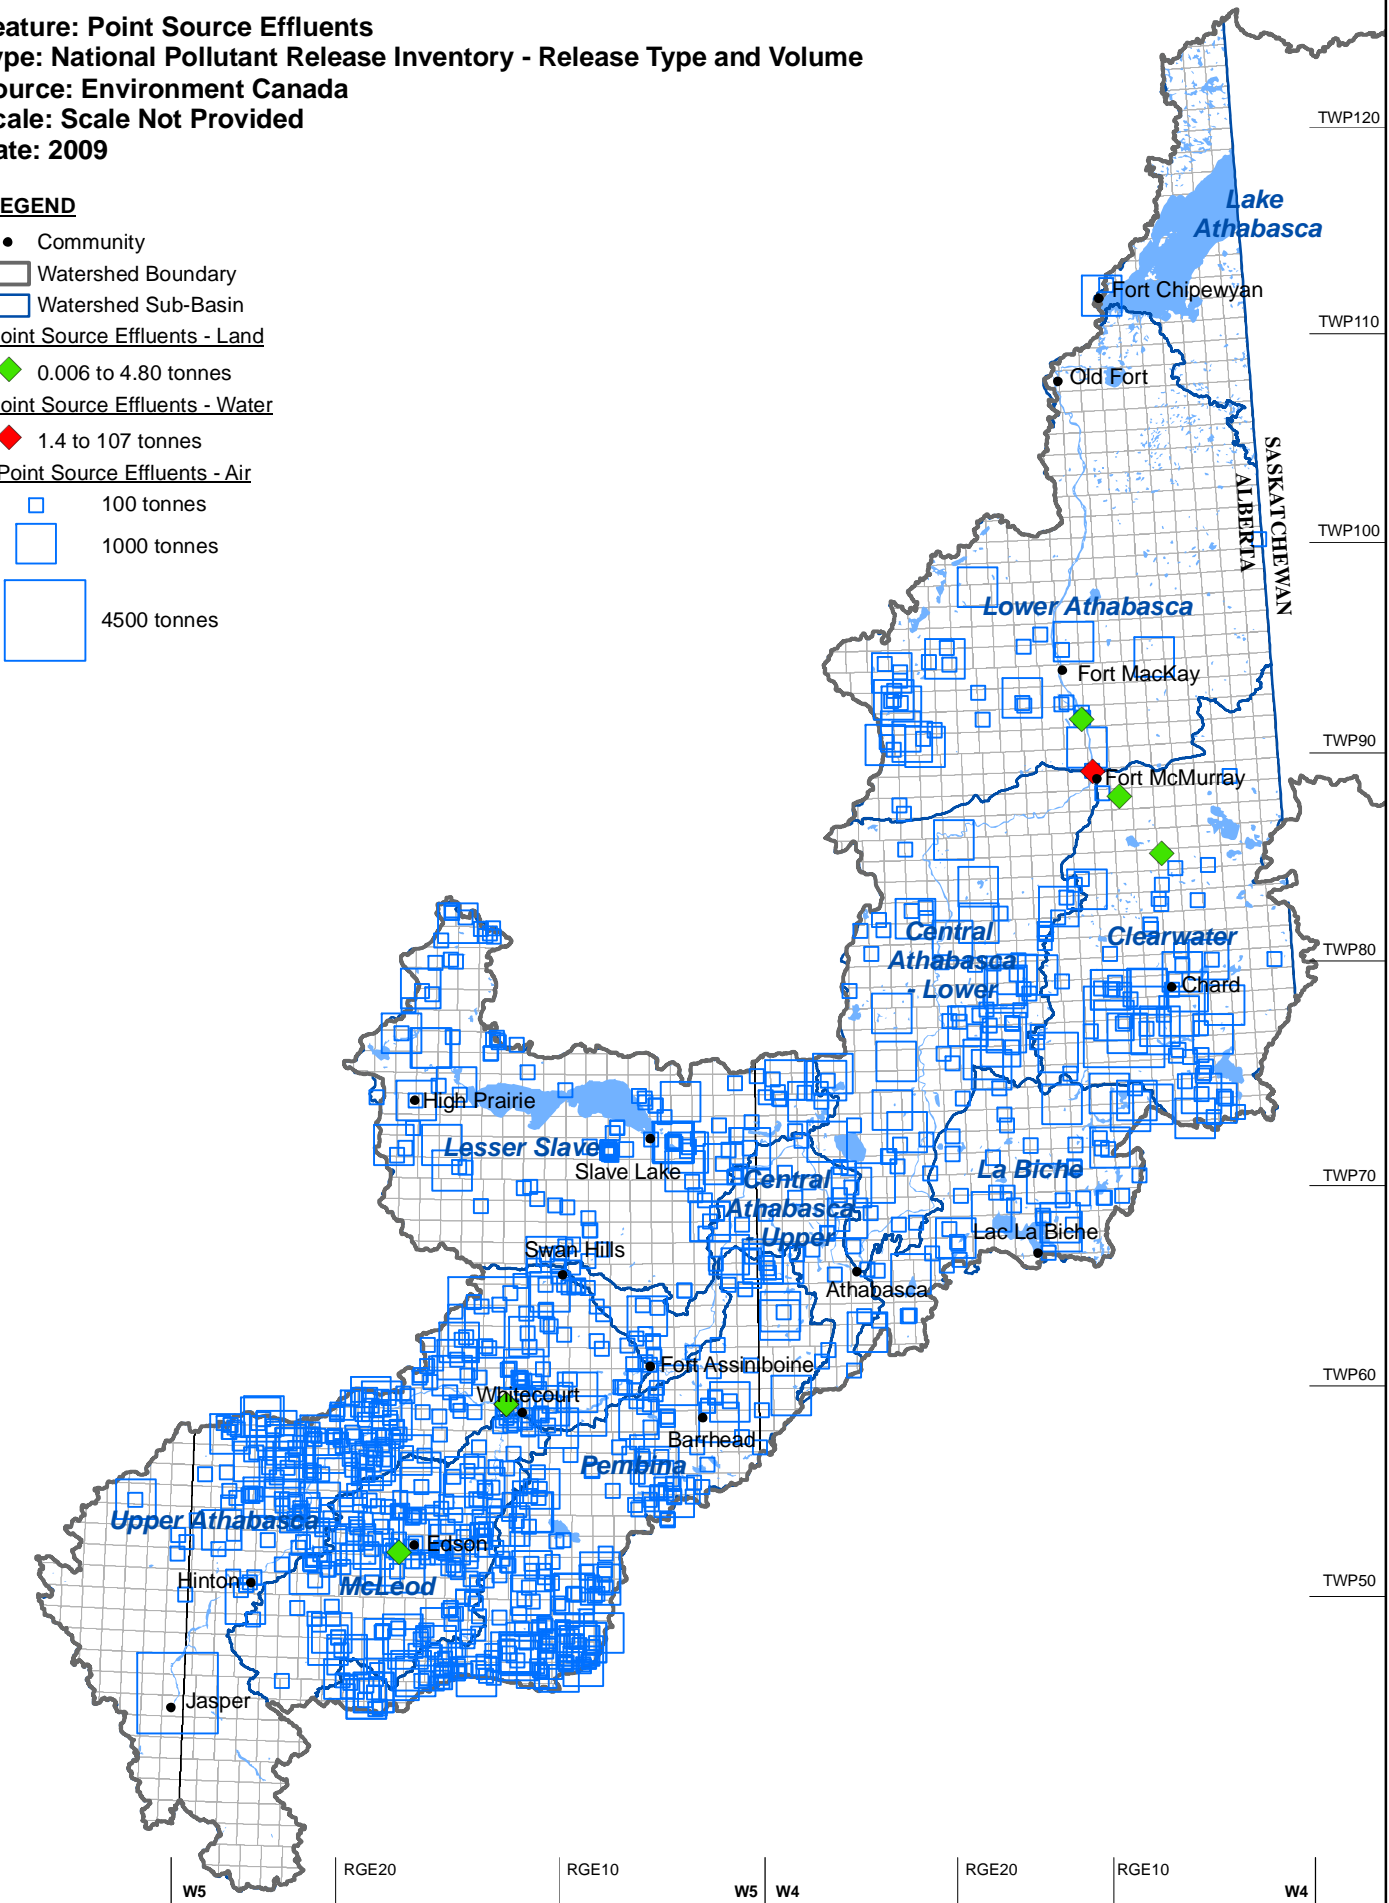 eature: Point Source Effluents
ype: National Pollutant Release Inventory - Release Type and Volume
ource: Environment Canada
cale: Scale Not Provided
ate: 2009
EGEND
Community
Watershed Boundary
Watershed Sub-Basin
oint Source Effluents - Land
0.006 to 4.80 tonnes
oint Source Effluents - Water
1.4 to 107 tonnes
Point Source Effluents - Air
100 tonnes
1000 tonnes
4500 tonnes
TWP120
Lake
Athabasca
Fort Chipewyan
TWP110
Old Fort
SASKATCHEWAN
ALBERTA
TWP100
Lower Athabasca
Fort MacKay
TWP90
Fort McMurray
Central
Athabasca
- Lower
Clearwater
TWP80
Chard
High Prairie
Lesser Slave
Slave Lake
Central
Athabasca
- Upper
La Biche
TWP70
Lac La Biche
Swan Hills
Athabasca
Fort Assiniboine
TWP60
Whitecourt
Barrhead
Pembina
Upper Athabasca
Edson
Hinton
McLeod
TWP50
Jasper
RGE20
RGE10
RGE20
RGE10
W5
W5
W4
W4